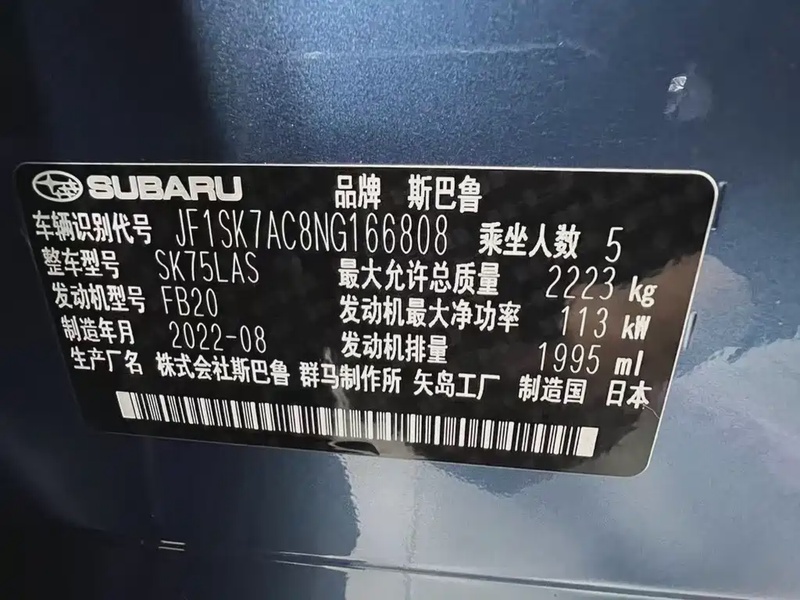 SUBARU 品牌 斯巴鲁
车辆识别代号 JF1SK7AC8NG166808 乘坐人数 5
整车型号 SK75LAS 最大允许总质量 2223 kg
发动机型号 FB20 发动机最大净功率 113 kW
制造年月 2022-08 发动机排量 1995 ml
生产厂名 株式会社斯巴鲁 群马制作所 矢岛工厂 制造国 日本